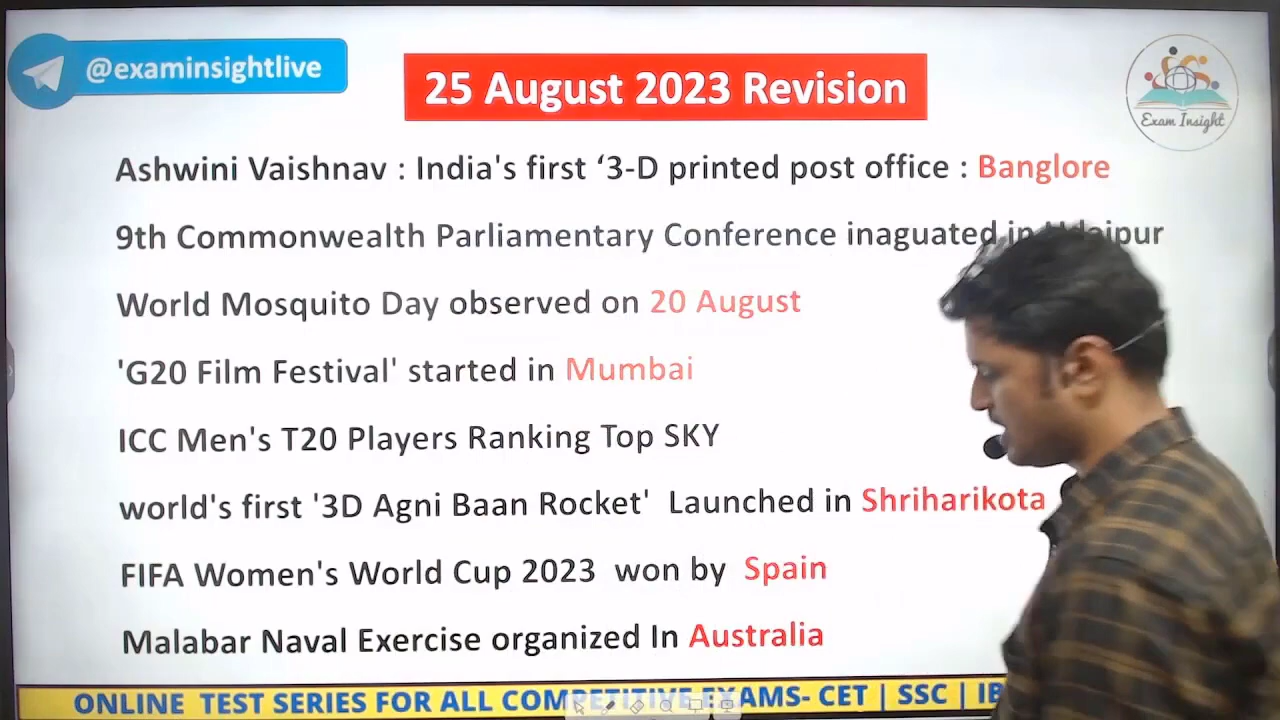 @examinsightlive
25 August 2023 Revision
Exam Insight
Ashwini Vaishnav : India's first ‘3-D printed post office : Banglore
9th Commonwealth Parliamentary Conference inaguated in Udaipur
World Mosquito Day observed on 20 August
'G20 Film Festival' started in Mumbai
ICC Men's T20 Players Ranking Top SKY
world's first '3D Agni Baan Rocket' Launched in Shriharikota
FIFA Women's World Cup 2023 won by Spain
Malabar Naval Exercise organized In Australia
ONLINE TEST SERIES FOR ALL COMPETITIVE EXAMS- CET | SSC |